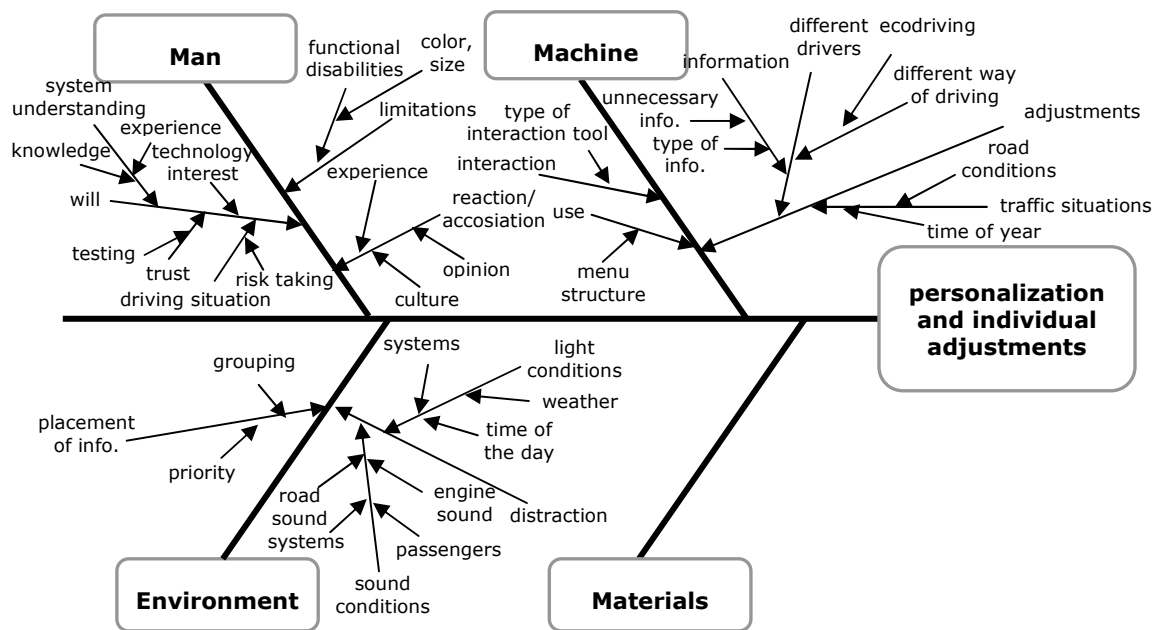 Man
functional
disabilities
color,
size
limitations
system
understanding
experience
technology
interest
knowledge
will
testing
trust
driving situation
risk taking
experience
reaction/
accosiation
opinion
culture
Machine
information
different
drivers
ecodriving
different way
of driving
adjustments
unnecessary
info.
type of
info.
type of
interaction tool
interaction
use
menu
structure
road
conditions
traffic situations
time of year
personalization
and individual
adjustments
grouping
placement
of info.
priority
systems
light
conditions
weather
time of
the day
road
sound
systems
engine
sound
distraction
passengers
sound
conditions
Environment
Materials